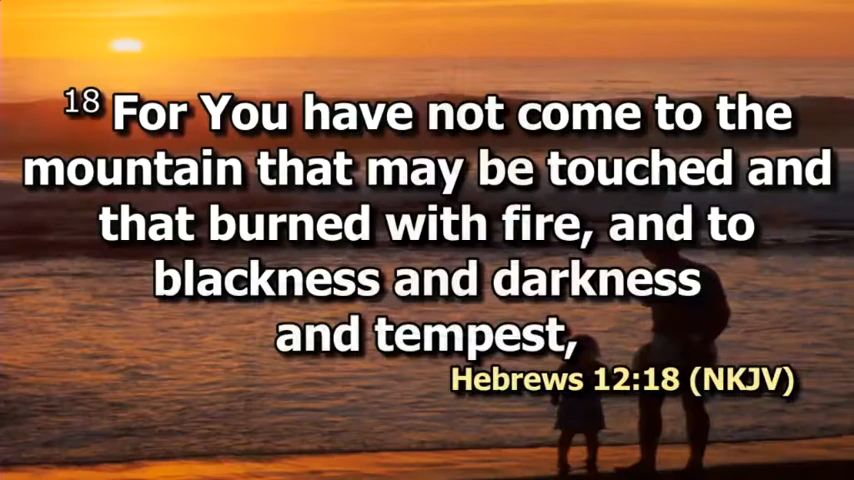 18 For You have not come to the
mountain that may be touched and
that burned with fire, and to
blackness and darkness
and tempest,
Hebrews 12:18 (NKJV)